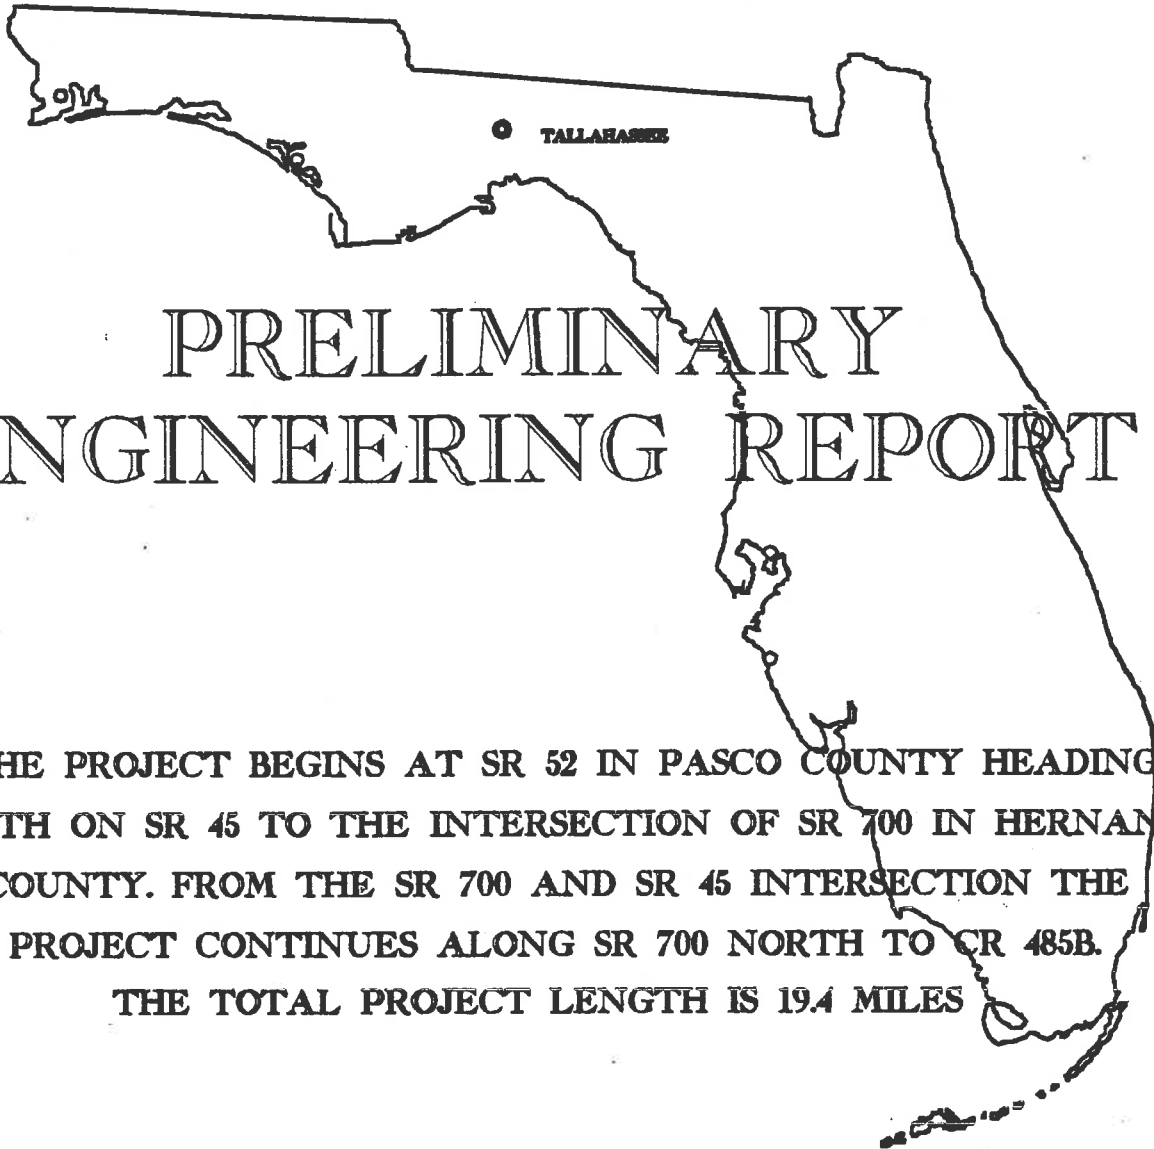 TALLAHASSEE
PRELIMINARY
NGINEERING REPORT
HE PROJECT BEGINS AT SR 52 IN PASCO COUNTY HEADING
TH ON SR 45 TO THE INTERSECTION OF SR 700 IN HERNAN
COUNTY. FROM THE SR 700 AND SR 45 INTERSECTION THE
PROJECT CONTINUES ALONG SR 700 NORTH TO CR 485B.
THE TOTAL PROJECT LENGTH IS 19.4 MILES